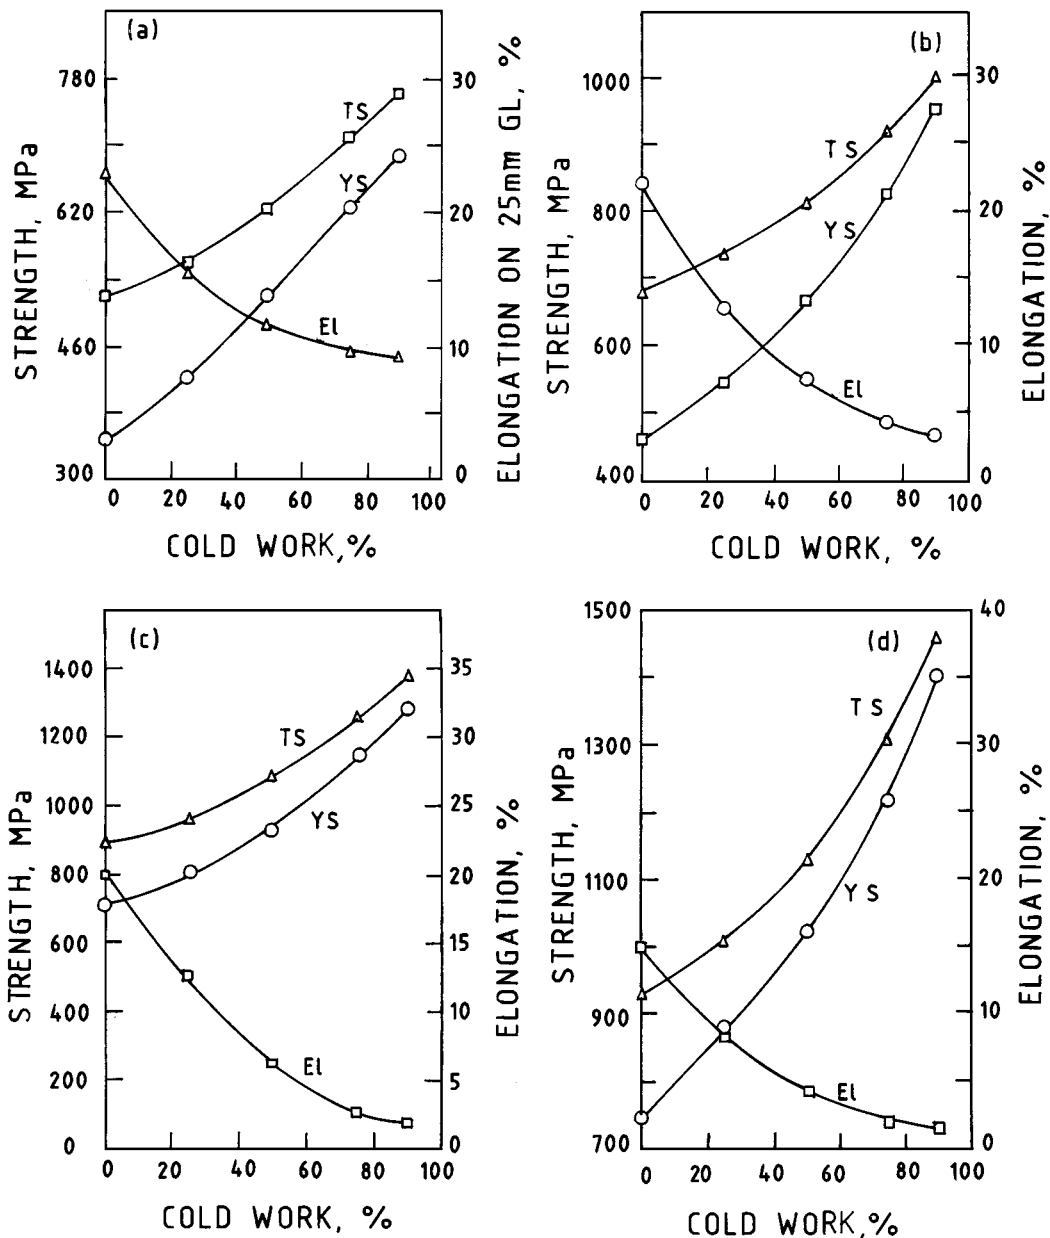 (a)
STRENGTH, MPa
780
620
460
300
TS
YS
El
30
20
10
0
ELONGATION ON 25mm GL, %
0 20 40 60 80 100
COLD WORK,%
(b)
STRENGTH, MPa
1000
800
600
400
TS
YS
El
30
20
10
0
ELONGATION, %
0 20 40 60 80 100
COLD WORK, %
(c)
STRENGTH, MPa
1400
1200
1000
800
600
400
200
0
TS
YS
El
35
30
25
20
15
10
5
0
ELONGATION, %
0 20 40 60 80 100
COLD WORK, %
(d)
STRENGTH, MPa
1500
1300
1100
900
700
TS
YS
El
40
30
20
10
0
ELONGATION, %
0 20 40 60 80 100
COLD WORK,%